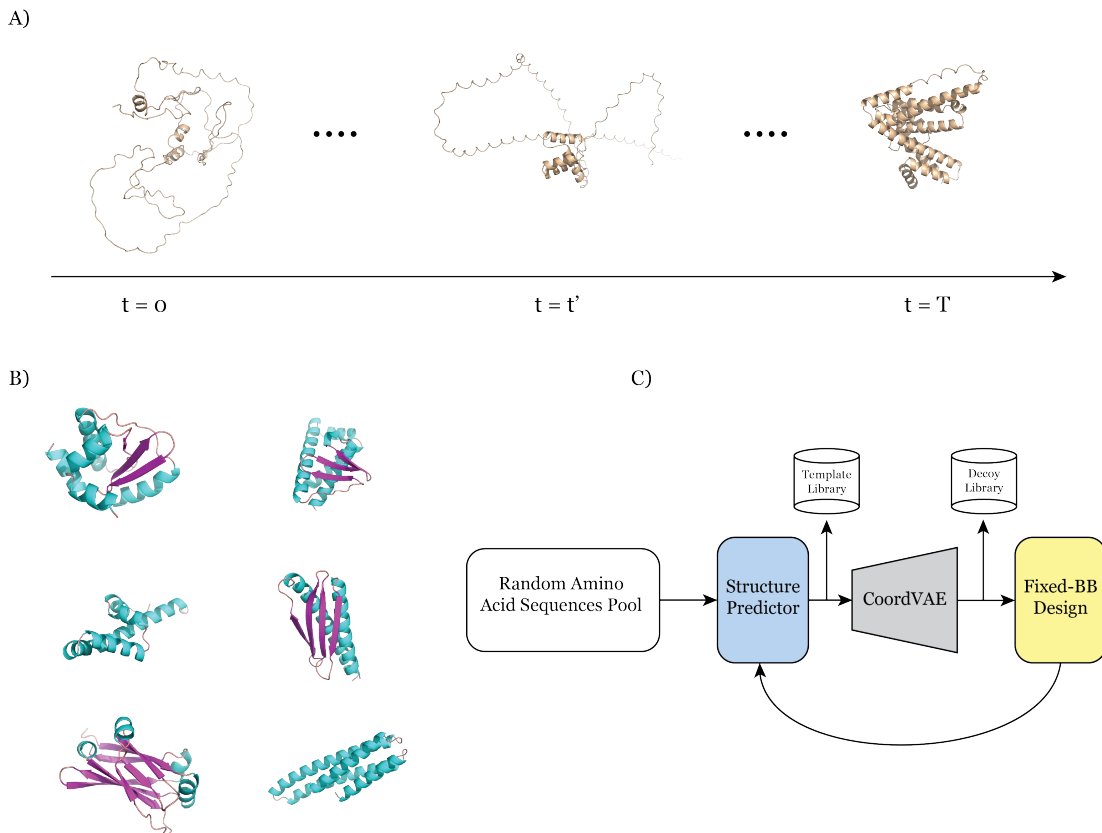 A)
t = 0
t = t’
t = T
B)
C)
Template
Library
Decoy
Library
Random Amino
Acid Sequences Pool
Structure
Predictor
CoordVAE
Fixed-BB
Design